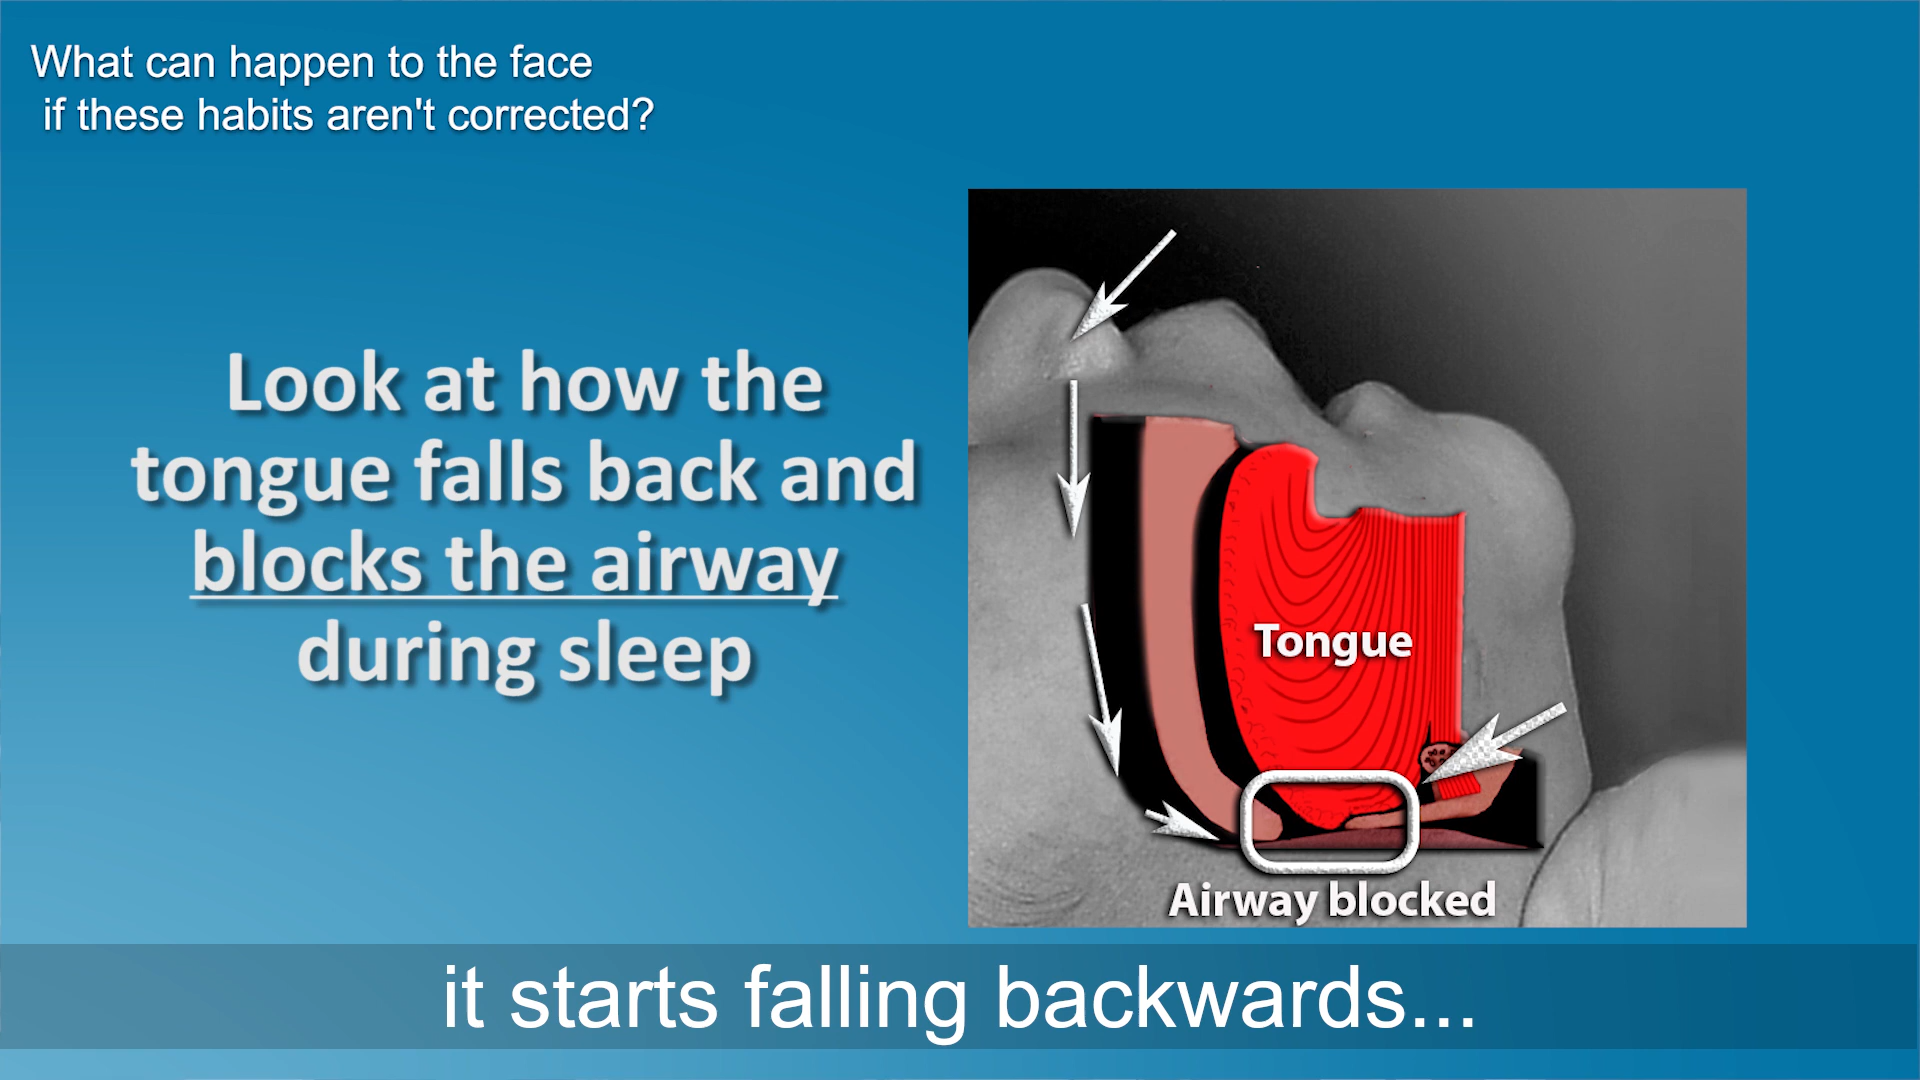 What can happen to the face
if these habits aren't corrected?
Look at how the
tongue falls back and
blocks the airway
during sleep
Tongue
Airway blocked
it starts falling backwards...